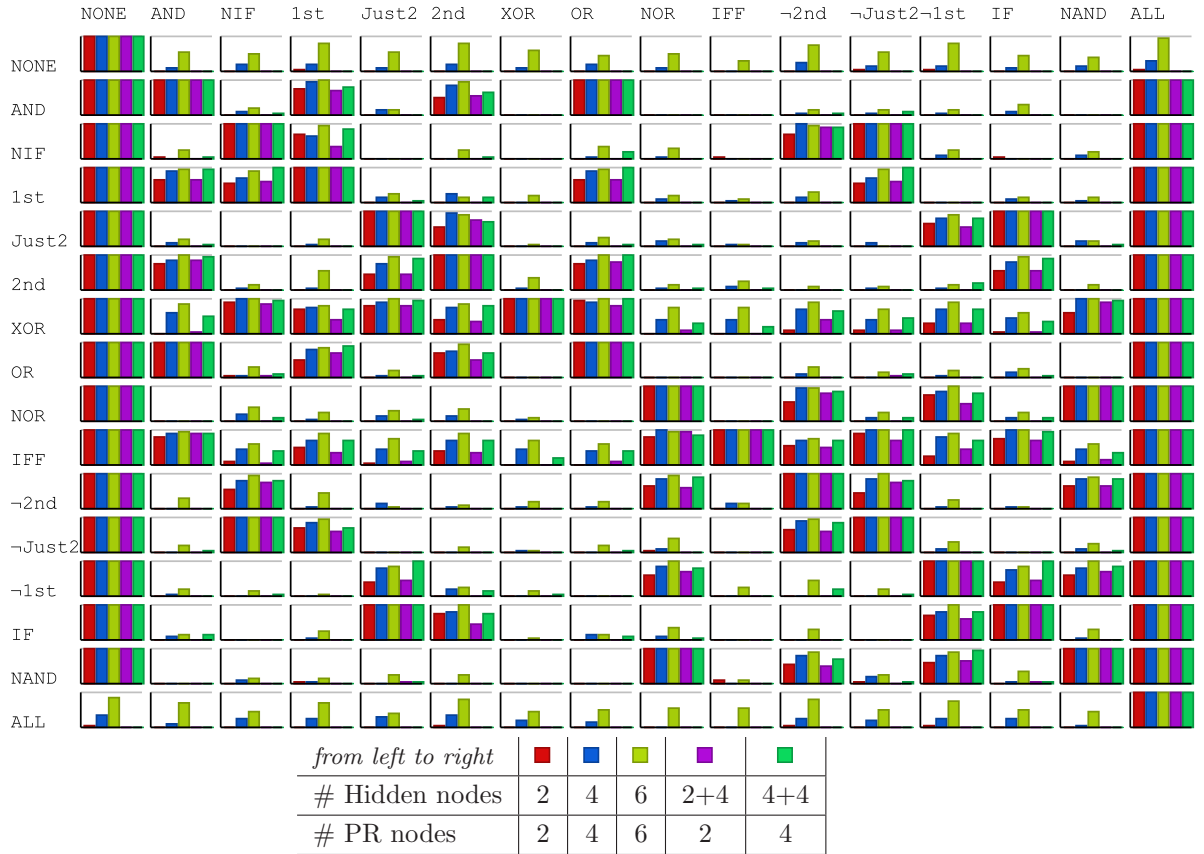 NONE AND NIF 1st Just2 2nd XOR OR NOR IFF ¬2nd ¬Just2 ¬1st IF NAND ALL
NONE
AND
NIF
1st
Just2
2nd
XOR
OR
NOR
IFF
¬2nd
¬Just2
¬1st
IF
NAND
ALL
from left to right
# Hidden nodes 2 4 6 2+4 4+4
# PR nodes 2 4 6 2 4